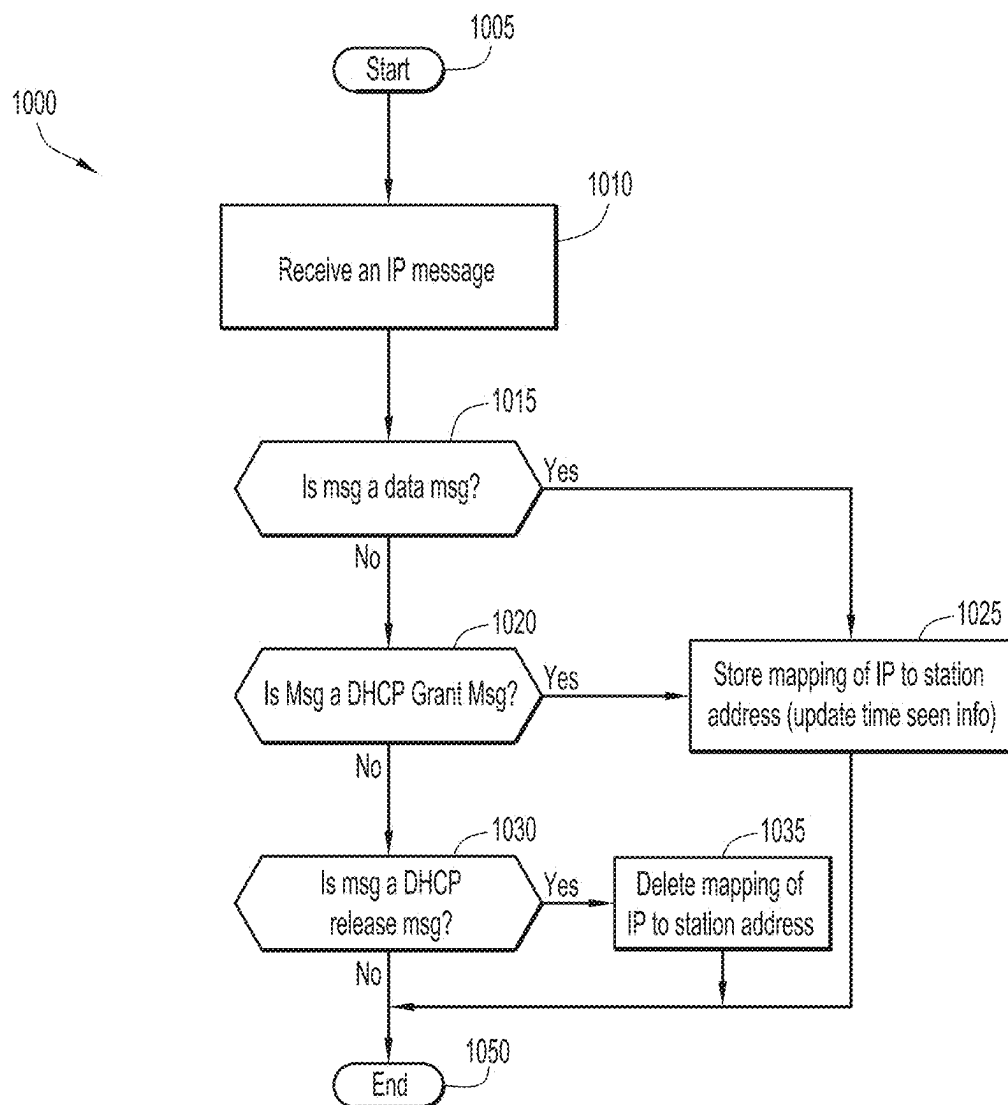 1005
Start
1000
1010
Receive an IP message
1015
Is msg a data msg?
Yes
No
1020
1025
Is Msg a DHCP Grant Msg?
Yes
Store mapping of IP to station
address (update time seen info)
No
1030
1035
Is msg a DHCP
release msg?
Yes
Delete mapping of
IP to station address
No
1050
End